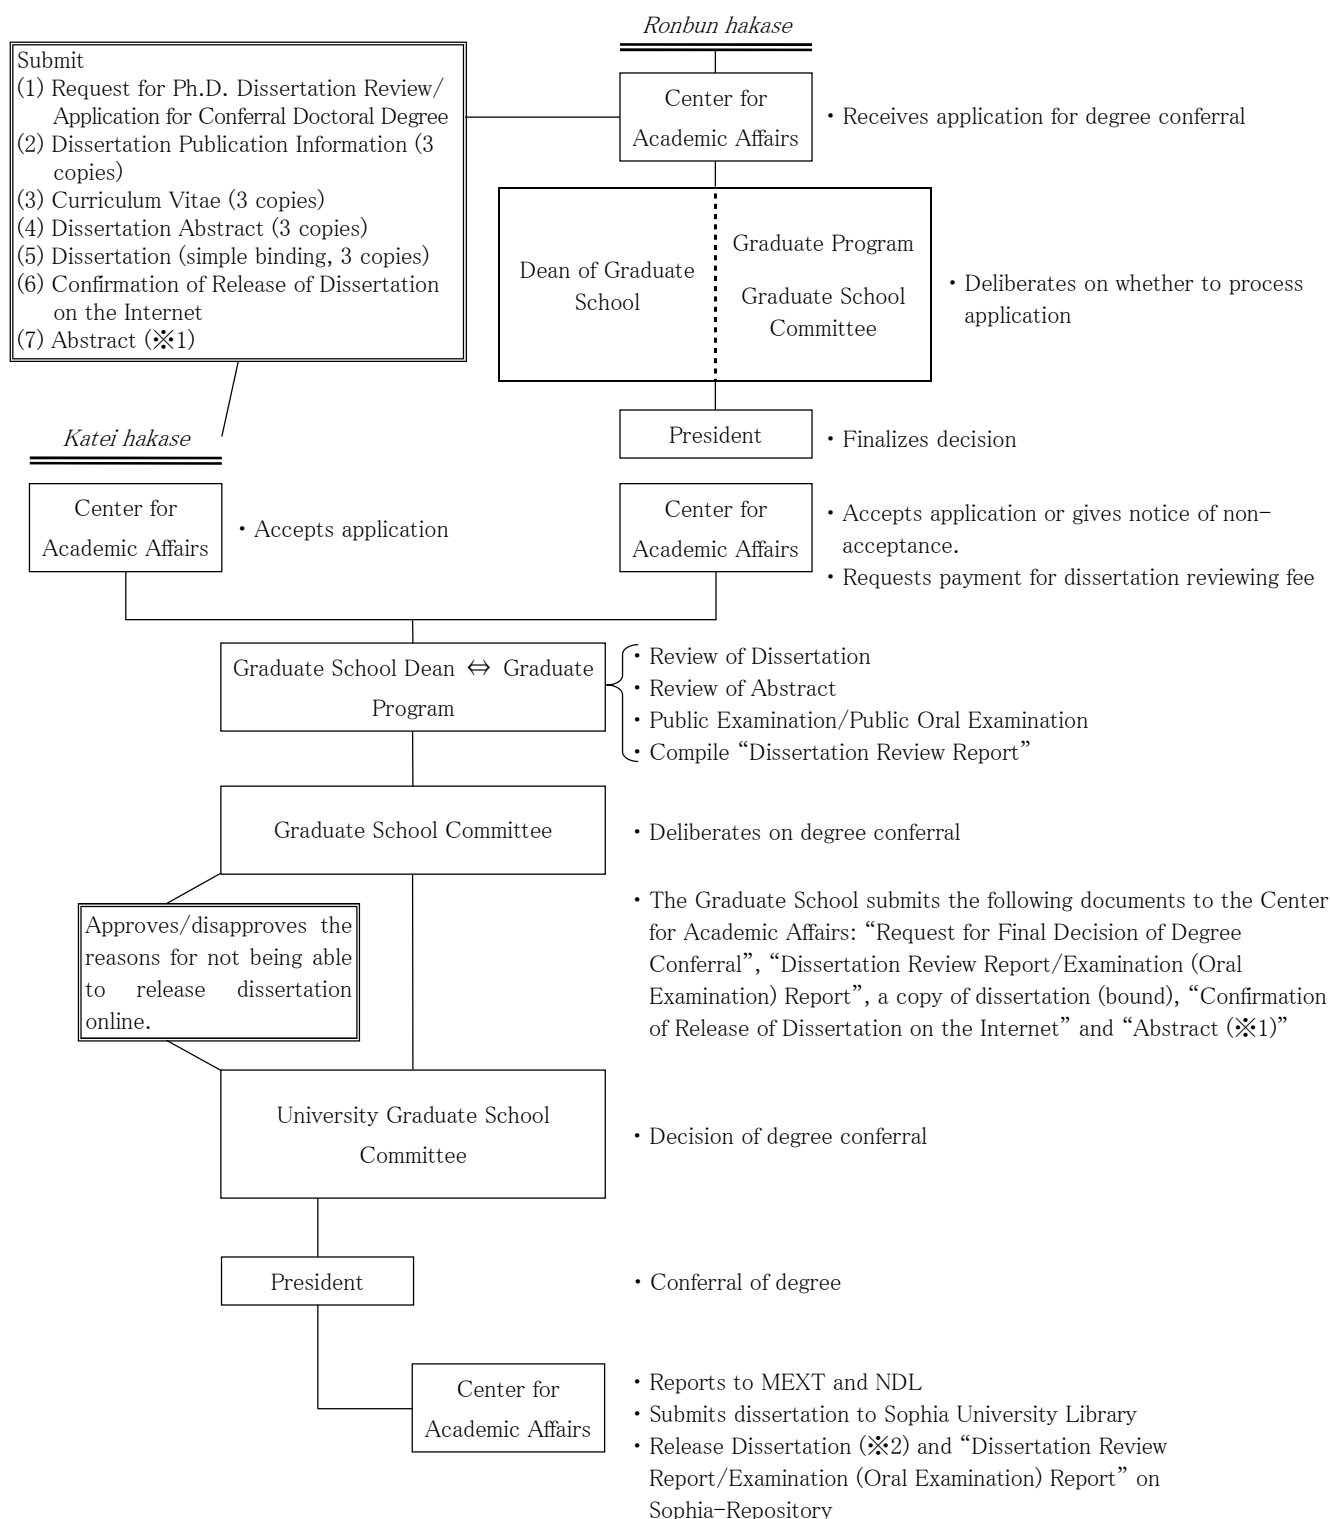 Ronbun hakase
Submit
(1) Request for Ph.D. Dissertation Review/
Application for Conferral Doctoral Degree
(2) Dissertation Publication Information (3
copies)
(3) Curriculum Vitae (3 copies)
(4) Dissertation Abstract (3 copies)
(5) Dissertation (simple binding, 3 copies)
(6) Confirmation of Release of Dissertation
on the Internet
(7) Abstract (※1)
Center for
Academic Affairs
・Receives application for degree conferral
Dean of Graduate
School
Graduate Program
Graduate School
Committee
・Deliberates on whether to process
application
President
・Finalizes decision
Katei hakase
Center for
Academic Affairs
・Accepts application
Center for
Academic Affairs
・Accepts application or gives notice of non-
acceptance.
・Requests payment for dissertation reviewing fee
Graduate School Dean ⇔ Graduate
Program
・Review of Dissertation
・Review of Abstract
・Public Examination/Public Oral Examination
・Compile “Dissertation Review Report”
Graduate School Committee
・Deliberates on degree conferral
Approves/disapproves the
reasons for not being able
to release dissertation
online.
・The Graduate School submits the following documents to the Center
for Academic Affairs: “Request for Final Decision of Degree
Conferral”, “Dissertation Review Report/Examination (Oral
Examination) Report”, a copy of dissertation (bound), “Confirmation
of Release of Dissertation on the Internet” and “Abstract (※1)”
University Graduate School
Committee
・Decision of degree conferral
President
・Conferral of degree
Center for
Academic Affairs
・Reports to MEXT and NDL
・Submits dissertation to Sophia University Library
・Release Dissertation (※2) and “Dissertation Review
Report/Examination (Oral Examination) Report” on
Sophia-Repository